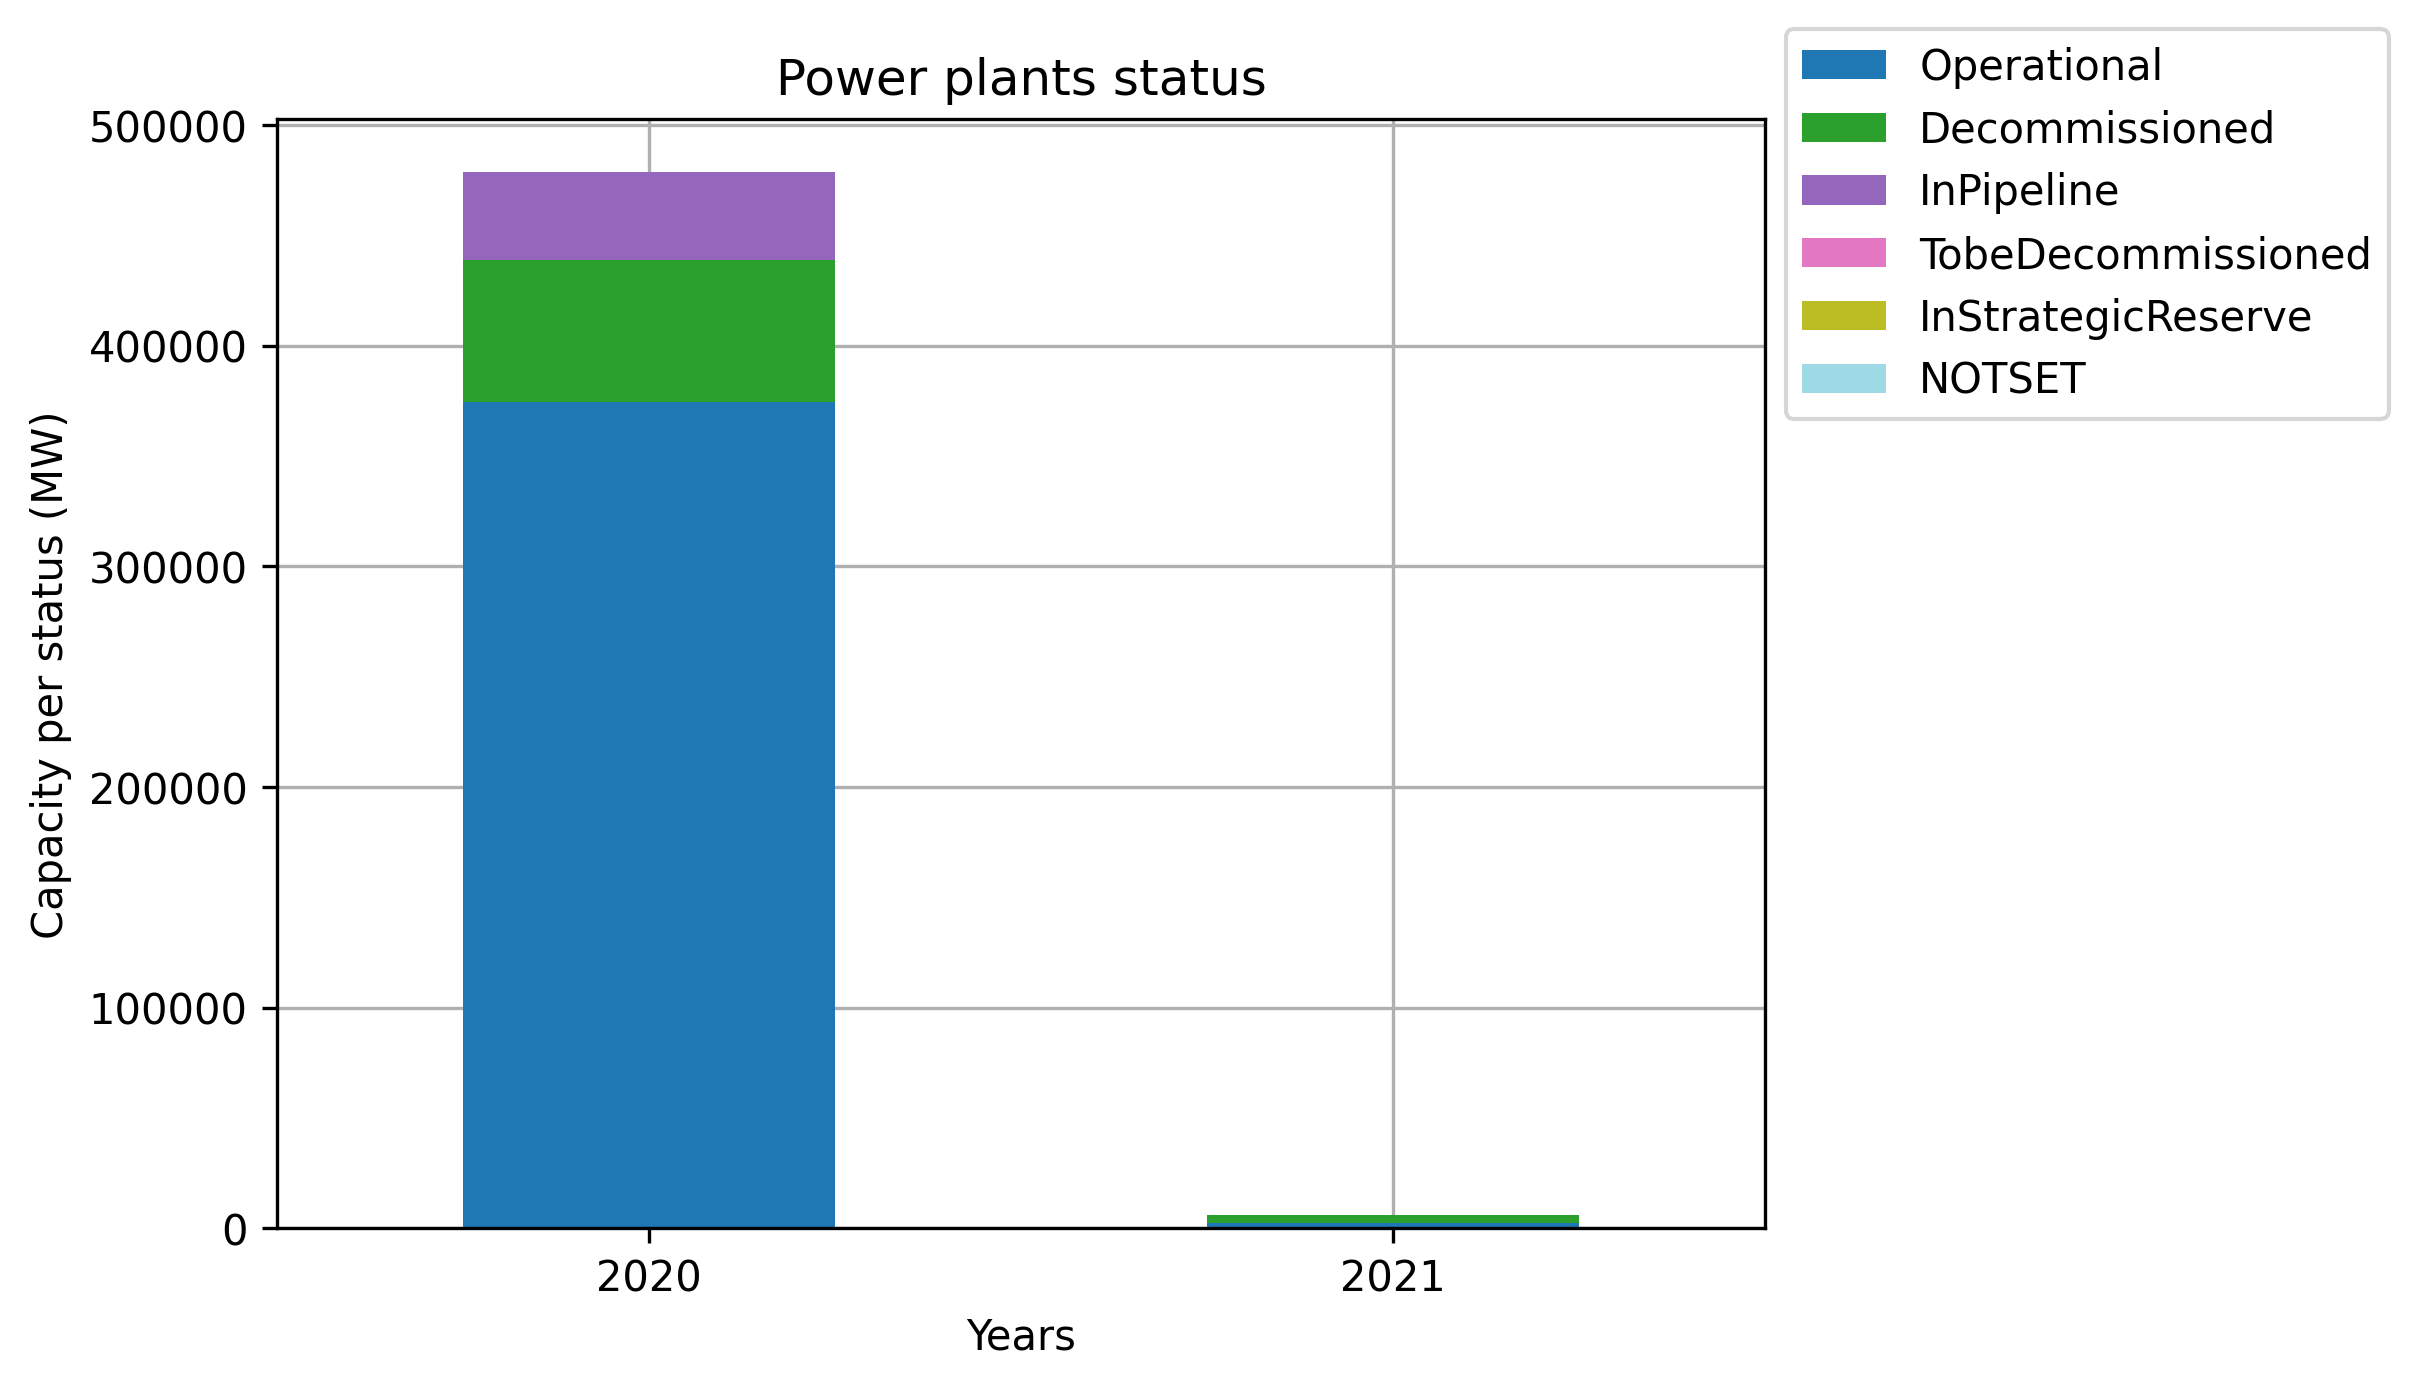 Power plants status
Operational
Decommissioned
InPipeline
TobeDecommissioned
InStrategicReserve
NOTSET
500000
400000
300000
200000
100000
0
Capacity per status (MW)
2020
2021
Years